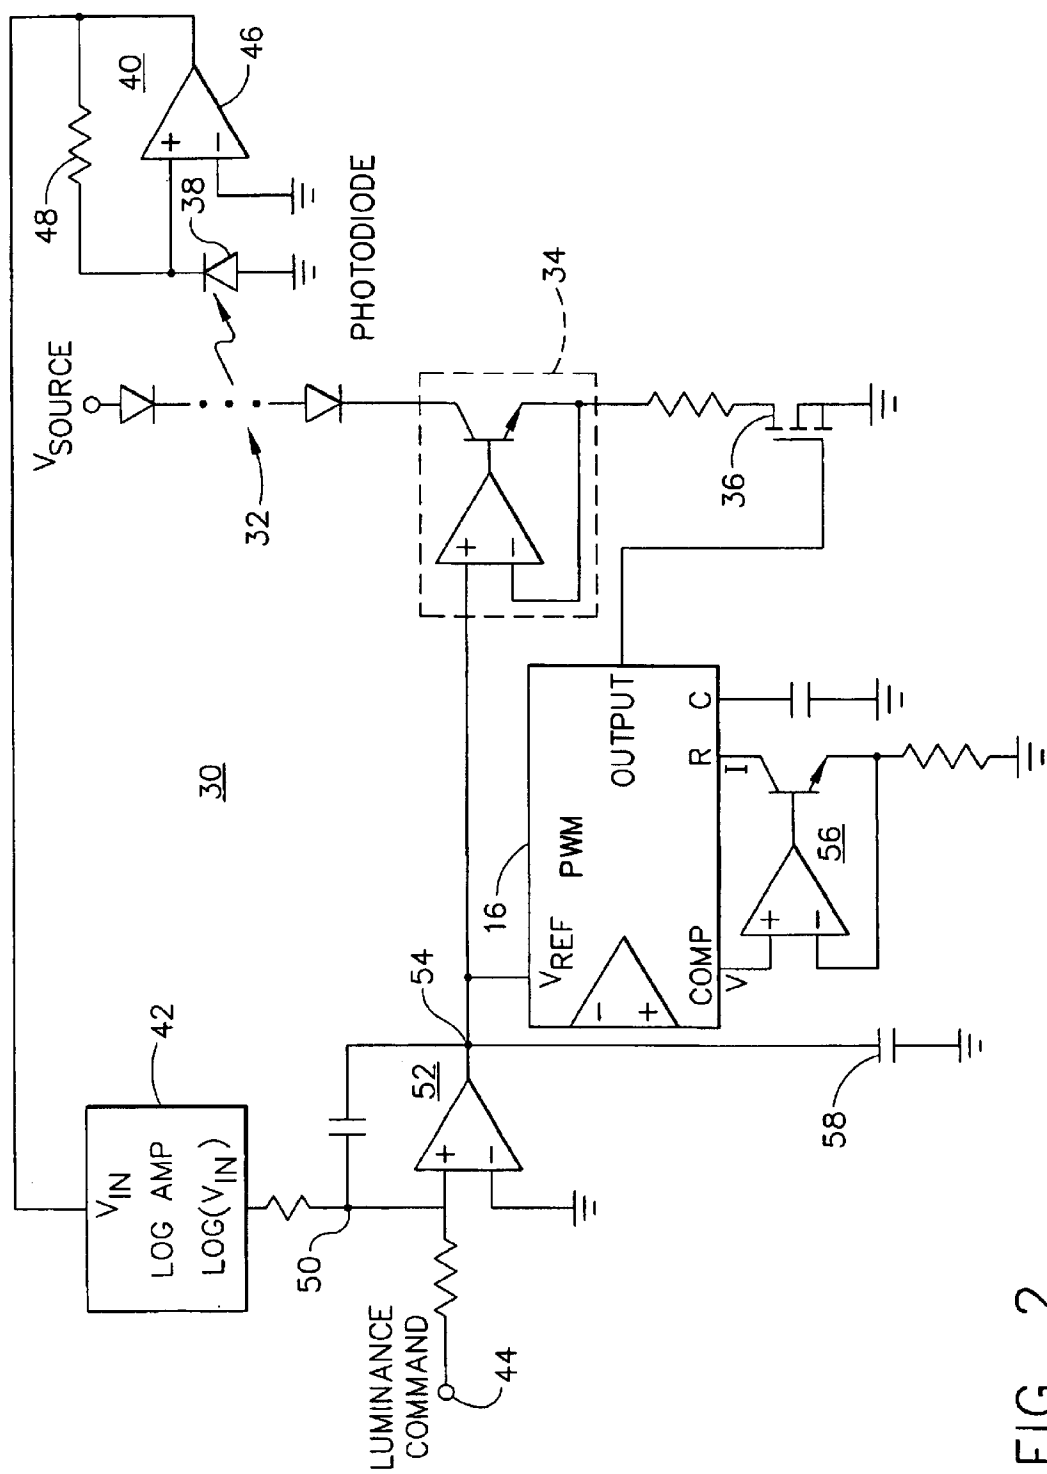 42
V_IN
LOG AMP
LOG(V_IN)
LUMINANCE
COMMAND
44
50
52
54
58
30
16
V_REF
PWM
OUTPUT
COMP
R
C
V
I
-
+
56
+
-
+
-
V_SOURCE
32
34
+
-
36
PHOTODIODE
38
48
40
46
+
-
FIG. 2